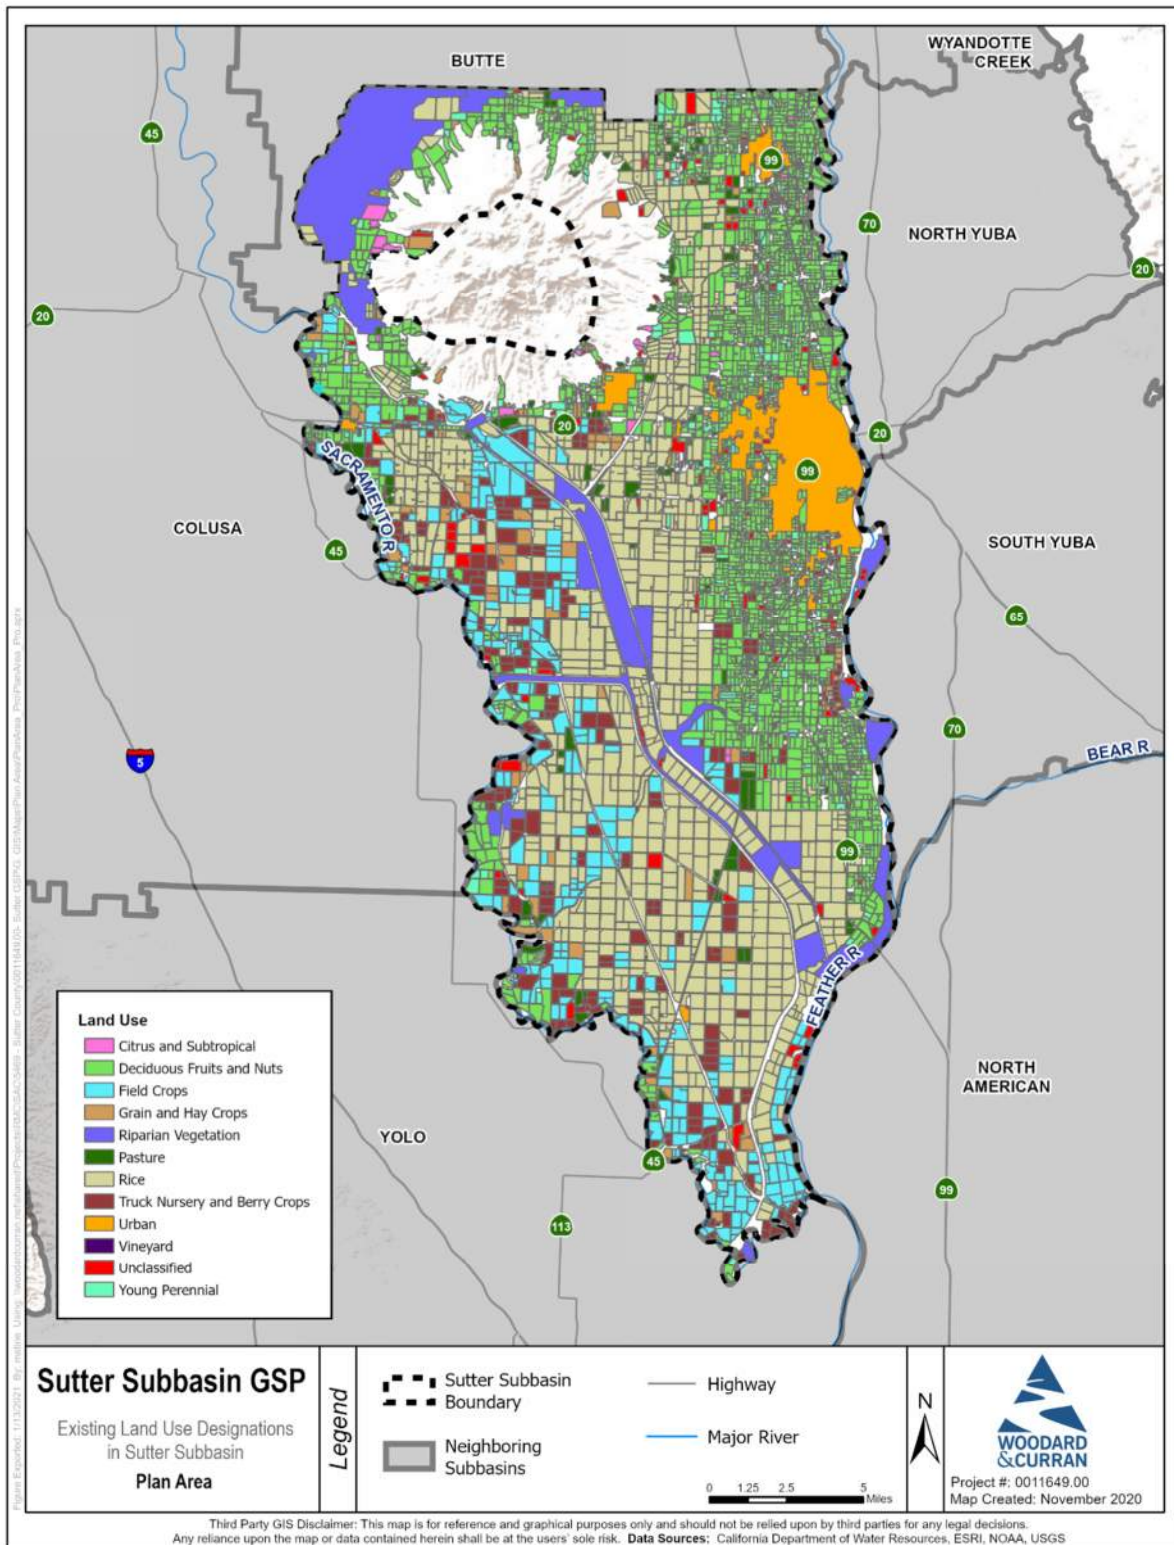 BUTTE
WYANDOTTE
CREEK
45
99
70
NORTH YUBA
20
20
SACRAMENTO R
20
20
99
COLUSA
45
SOUTH YUBA
65
5
70
BEAR R
99
FEATHER R
NORTH
AMERICAN
YOLO
45
99
113
Land Use
Citrus and Subtropical
Deciduous Fruits and Nuts
Field Crops
Grain and Hay Crops
Riparian Vegetation
Pasture
Rice
Truck Nursery and Berry Crops
Urban
Vineyard
Unclassified
Young Perennial
Sutter Subbasin GSP
Existing Land Use Designations
in Sutter Subbasin
Plan Area
Legend
Sutter Subbasin
Boundary
Neighboring
Subbasins
Highway
Major River
0 1.25 2.5 5
Miles
N
WOODARD
&CURRAN
Project #: 0011649.00
Map Created: November 2020
Third Party GIS Disclaimer: This map is for reference and graphical purposes only and should not be relied upon by third parties for any legal decisions.
Any reliance upon the map or data contained herein shall be at the users' sole risk. Data Sources: California Department of Water Resources, ESRI, NOAA, USGS